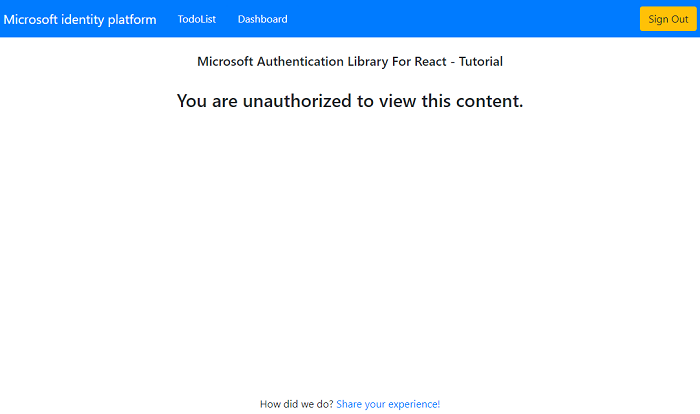 Microsoft identity platform TodoList Dashboard Sign Out
Microsoft Authentication Library For React - Tutorial
You are unauthorized to view this content.
How did we do? Share your experience!